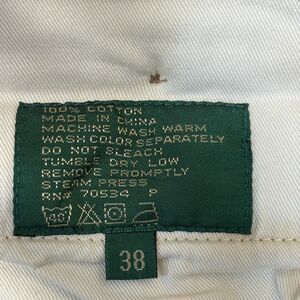 100% COTTON
MADE IN CHINA
MACHINE WASH WARM
WASH COLOR SEPARATELY
DO NOT BLEACH
TUMBLE DRY LOW
REMOVE PROMPTLY
STEAM PRESS
RN# 70534 P
40
38